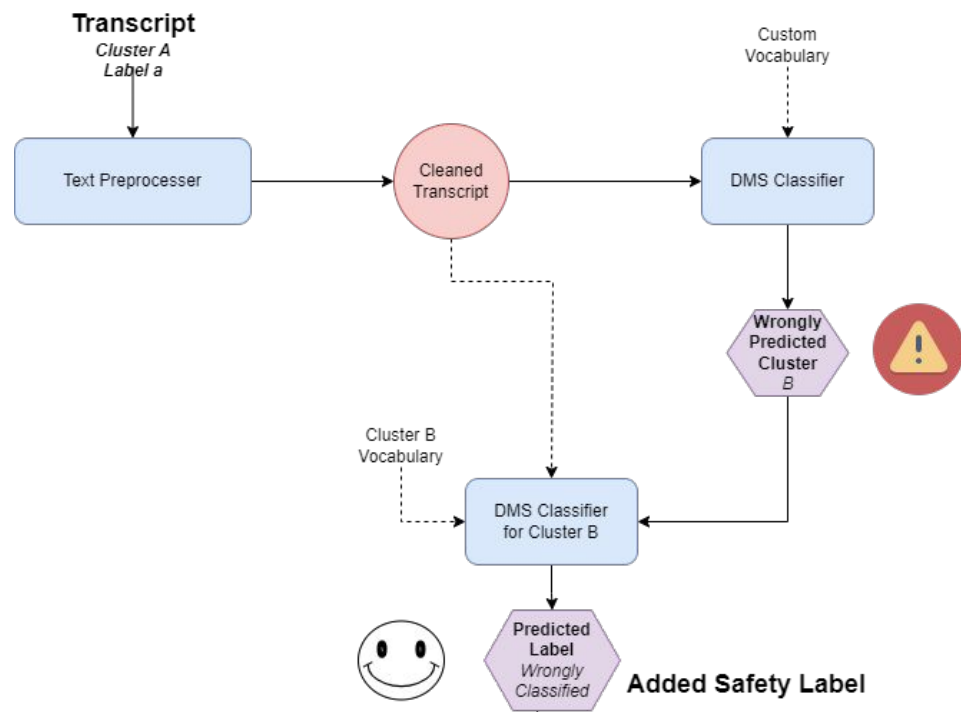 Transcript
Cluster A
Label a
Custom
Vocabulary
Text Preprocesser
Cleaned
Transcript
DMS Classifier
Wrongly
Predicted
Cluster
B
Cluster B
Vocabulary
DMS Classifier
for Cluster B
Predicted
Label
Wrongly
Classified
Added Safety Label